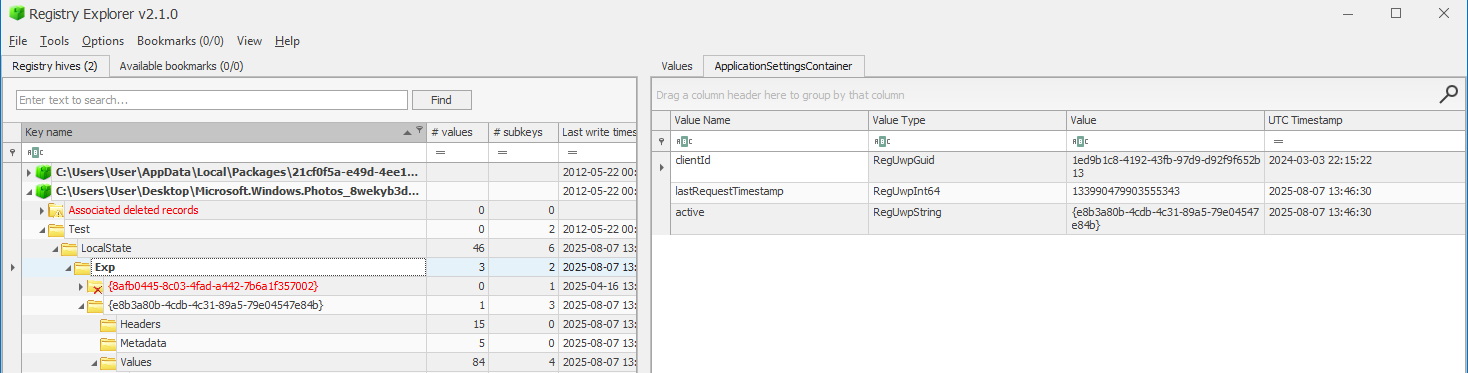 Registry Explorer v2.1.0
File Tools Options Bookmarks (0/0) View Help
Registry hives (2) Available bookmarks (0/0)
Enter text to search... Find
Key name # values # subkeys Last write times
ABC = = =
C:\Users\User\AppData\Local\Packages\21cf0f5a-e49d-4ee1... 2012-05-22 00:
C:\Users\User\Desktop\Microsoft.Windows.Photos_8wekyb3d... 2012-05-22 00:
Associated deleted records 0 0
Test 0 2 2012-05-22 00:
LocalState 46 6 2025-08-07 13:
Exp 3 2 2025-08-07 13:
{8afb0445-8c03-4fad-a442-7b6a1f357002} 0 1 2025-04-16 13:
{e8b3a80b-4cdb-4c31-89a5-79e04547e84b} 1 3 2025-08-07 13:
Headers 15 0 2025-08-07 13:
Metadata 5 0 2025-08-07 13:
Values 84 4 2025-08-07 13:
Values ApplicationSettingsContainer
Drag a column header here to group by that column
Value Name Value Type Value UTC Timestamp
ABC ABC ABC =
clientId RegUwpGuid 1ed9b1c8-4192-43fb-97d9-d92f9f652b 2024-03-03 22:15:22
13
lastRequestTimestamp RegUwpInt64 133990479903555343 2025-08-07 13:46:30
active RegUwpString {e8b3a80b-4cdb-4c31-89a5-79e04547 2025-08-07 13:46:30
e84b}